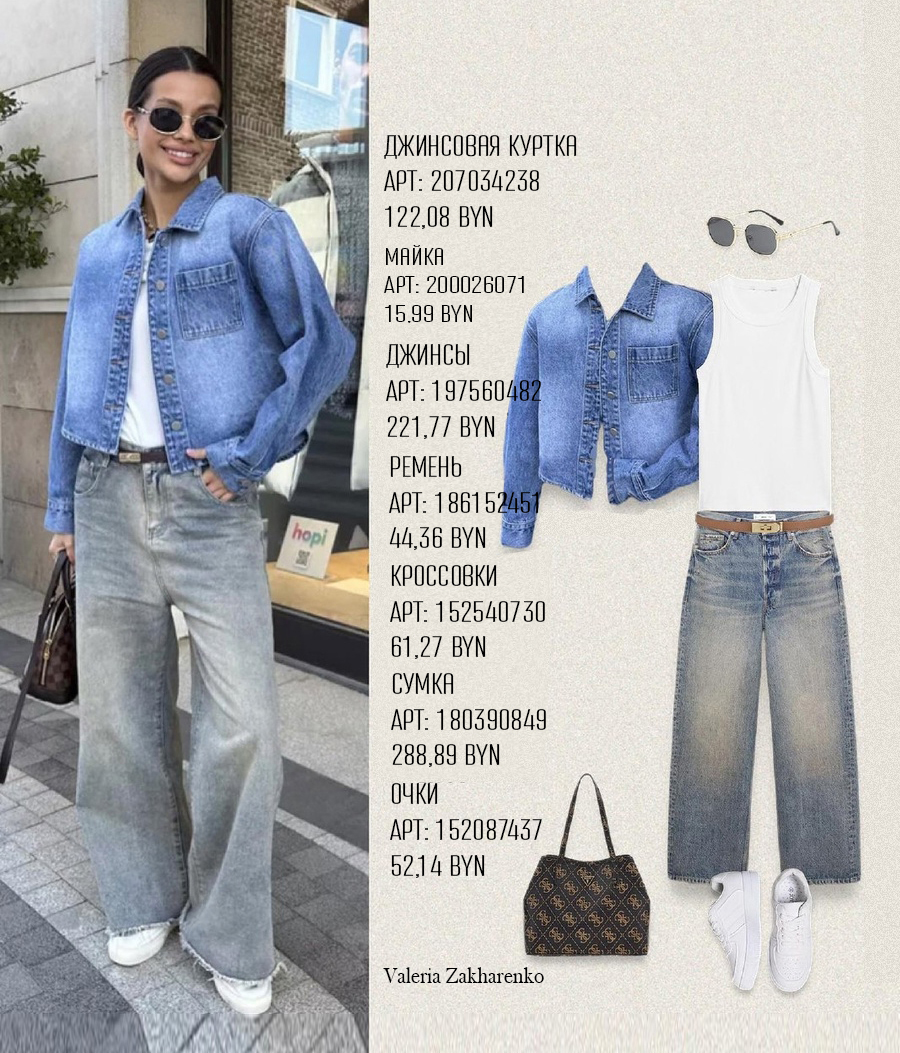 ДЖИНСОВАЯ КУРТКА
АРТ: 207034238
122,08 BYN
МАЙКА
АРТ: 200026071
15.99 BYN
ДЖИНСЫ
АРТ: 197560482
221,77 BYN
РЕМЕНЬ
АРТ: 186152451
44,36 BYN
КРОССОВКИ
АРТ: 152540730
61,27 BYN
СУМКА
АРТ: 180390849
288,89 BYN
ОЧКИ
АРТ: 152087437
52,14 BYN
Valeria Zakharenko
hopi